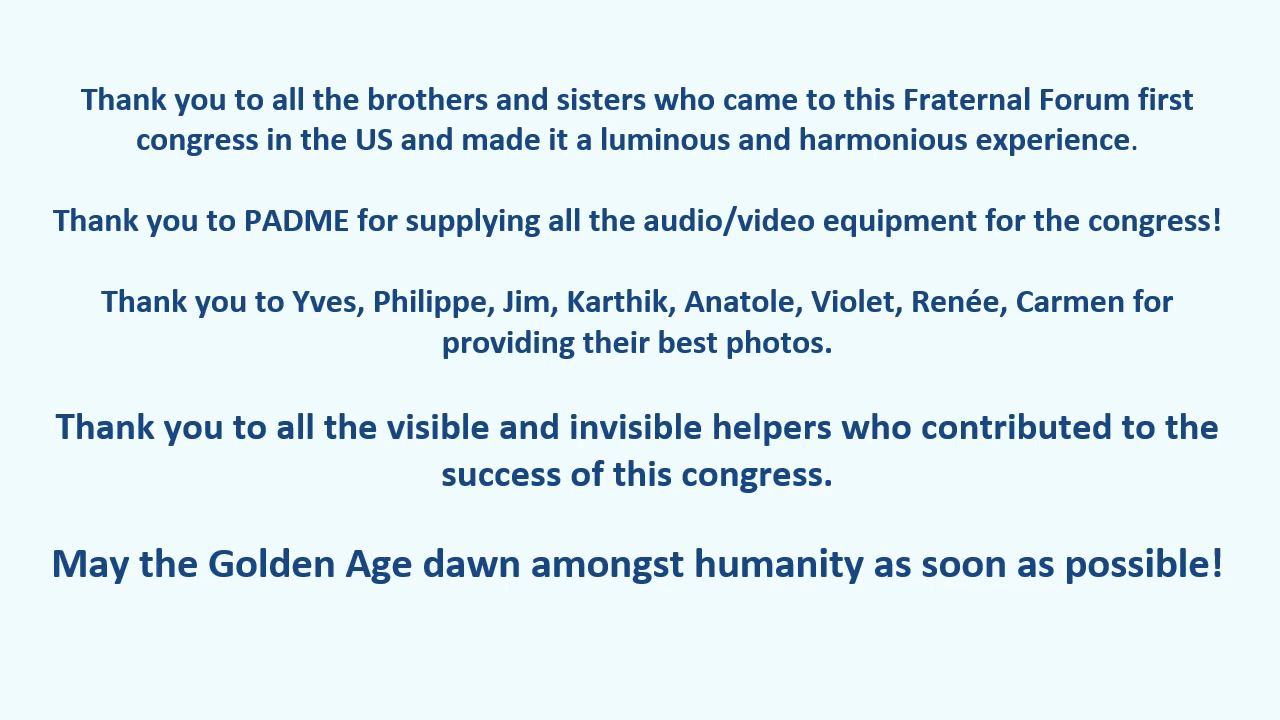 Thank you to all the brothers and sisters who came to this Fraternal Forum first
congress in the US and made it a luminous and harmonious experience.
Thank you to PADME for supplying all the audio/video equipment for the congress!
Thank you to Yves, Philippe, Jim, Karthik, Anatole, Violet, Renée, Carmen for
providing their best photos.
Thank you to all the visible and invisible helpers who contributed to the
success of this congress.
May the Golden Age dawn amongst humanity as soon as possible!